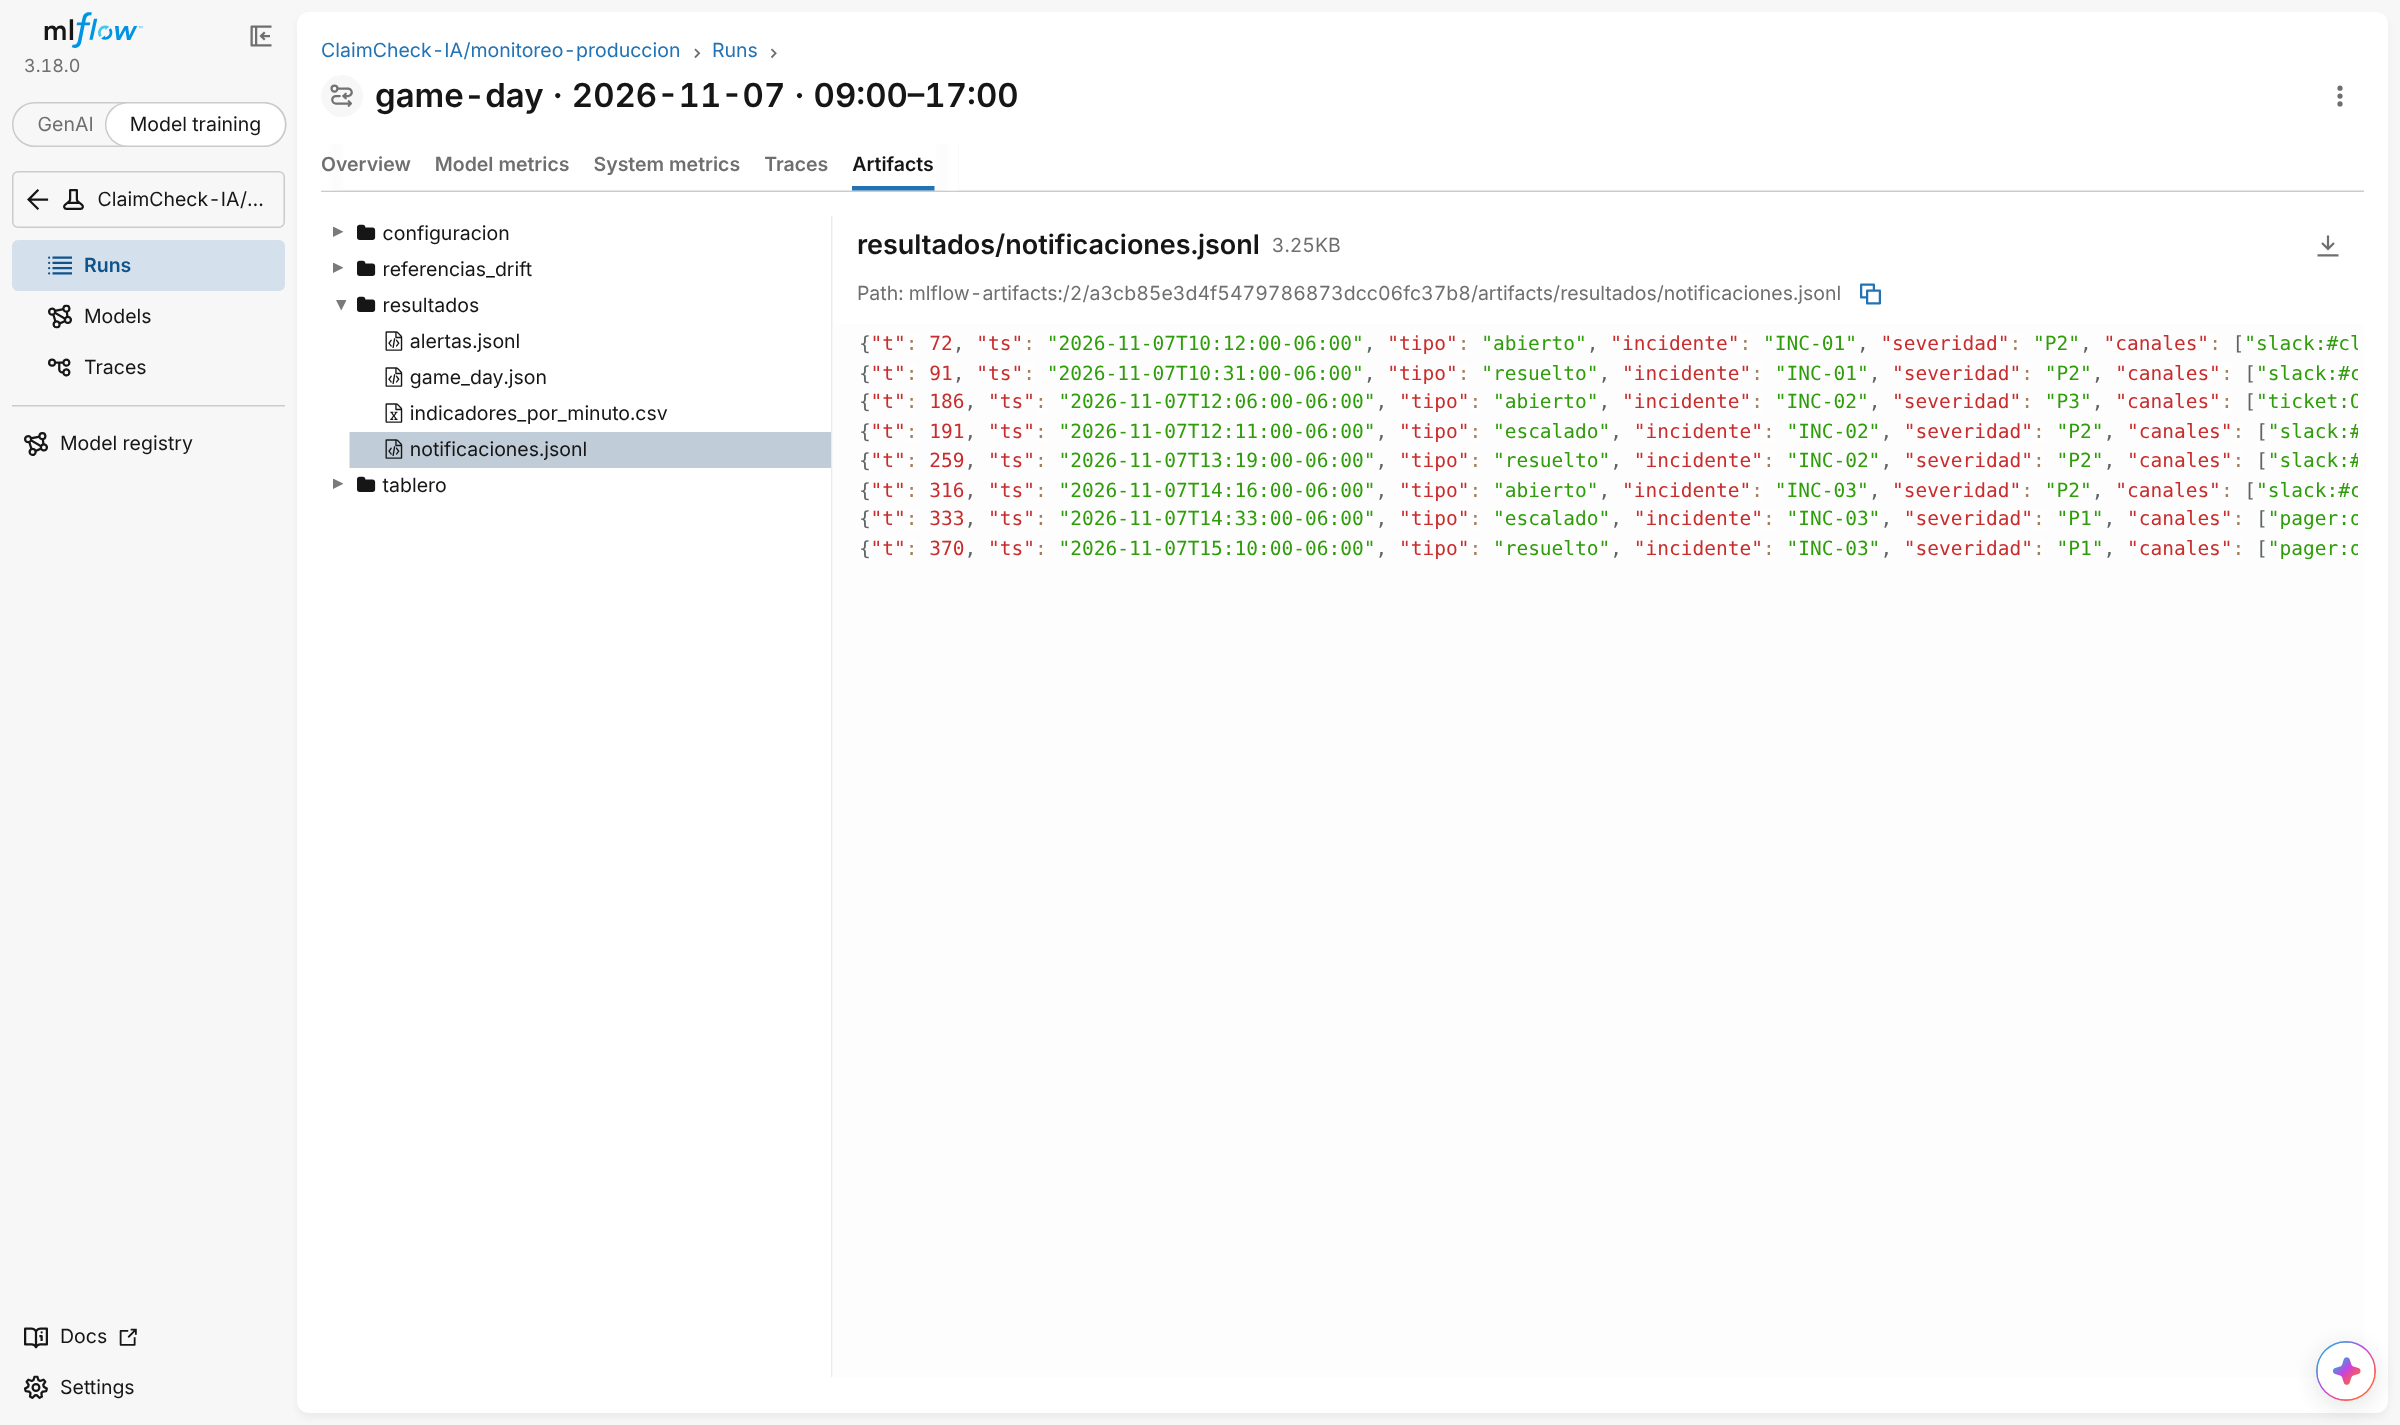 mlflow
3.18.0
GenAI
Model training
ClaimCheck-IA/...
Runs
Models
Traces
Model registry
Docs
Settings
ClaimCheck-IA/monitoreo-produccion › Runs ›
game-day · 2026-11-07 · 09:00–17:00
Overview Model metrics System metrics Traces Artifacts
configuracion
referencias_drift
resultados
alertas.jsonl
game_day.json
indicadores_por_minuto.csv
notificaciones.jsonl
tablero
resultados/notificaciones.jsonl 3.25KB
Path: mlflow-artifacts:/2/a3cb85e3d4f5479786873dcc06fc37b8/artifacts/resultados/notificaciones.jsonl
{"t": 72, "ts": "2026-11-07T10:12:00-06:00", "tipo": "abierto", "incidente": "INC-01", "severidad": "P2", "canales": ["slack:#cl
{"t": 91, "ts": "2026-11-07T10:31:00-06:00", "tipo": "resuelto", "incidente": "INC-01", "severidad": "P2", "canales": ["slack:#c
{"t": 186, "ts": "2026-11-07T12:06:00-06:00", "tipo": "abierto", "incidente": "INC-02", "severidad": "P3", "canales": ["ticket:
{"t": 191, "ts": "2026-11-07T12:11:00-06:00", "tipo": "escalado", "incidente": "INC-02", "severidad": "P2", "canales": ["slack:#
{"t": 259, "ts": "2026-11-07T13:19:00-06:00", "tipo": "resuelto", "incidente": "INC-02", "severidad": "P2", "canales": ["slack:#
{"t": 316, "ts": "2026-11-07T14:16:00-06:00", "tipo": "abierto", "incidente": "INC-03", "severidad": "P2", "canales": ["slack:#c
{"t": 333, "ts": "2026-11-07T14:33:00-06:00", "tipo": "escalado", "incidente": "INC-03", "severidad": "P1", "canales": ["pager:o
{"t": 370, "ts": "2026-11-07T15:10:00-06:00", "tipo": "resuelto", "incidente": "INC-03", "severidad": "P1", "canales": ["pager:o